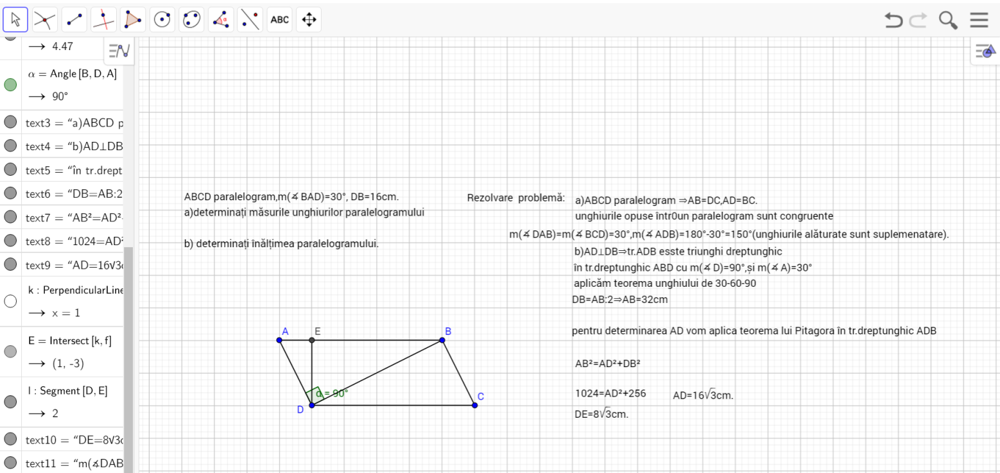 ABC
→ 4.47
α = Angle [B, D, A]
→ 90°
text3 = “a)ABCD p
text4 = “b)AD⊥DB
text5 = “în tr.drept
text6 = “DB=AB:2
text7 = “AB²=AD²
text8 = “1024=AD²
text9 = “AD=16√3c
k : PerpendicularLine
→ x = 1
E = Intersect [k, f]
→ (1, -3)
l : Segment [D, E]
→ 2
text10 = “DE=8√3c
text11 = “m(∡DAB
ABCD paralelogram,m(∡ BAD)=30°, DB=16cm.
a)determinați măsurile unghiurilor paralelogramului
b) determinați înălțimea paralelogramului.
Rezolvare problemă:
a)ABCD paralelogram ⇒AB=DC,AD=BC.
unghiurile opuse într0un paralelogram sunt congruente
m(∡ DAB)=m(∡ BCD)=30°,m(∡ ADB)=180°-30°=150°(unghiurile alăturate sunt suplemenatare).
b)AD⊥DB⇒tr.ADB esste triunghi dreptunghic
în tr.dreptunghic ABD cu m(∡ D)=90°,și m(∡ A)=30°
aplicăm teorema unghiului de 30-60-90
DB=AB:2⇒AB=32cm
pentru determinarea AD vom aplica teorema lui Pitagora în tr.dreptunghic ADB
AB²=AD²+DB²
1024=AD²+256
AD=16√3cm.
DE=8√3cm.
A
E
B
α = 90°
D
C